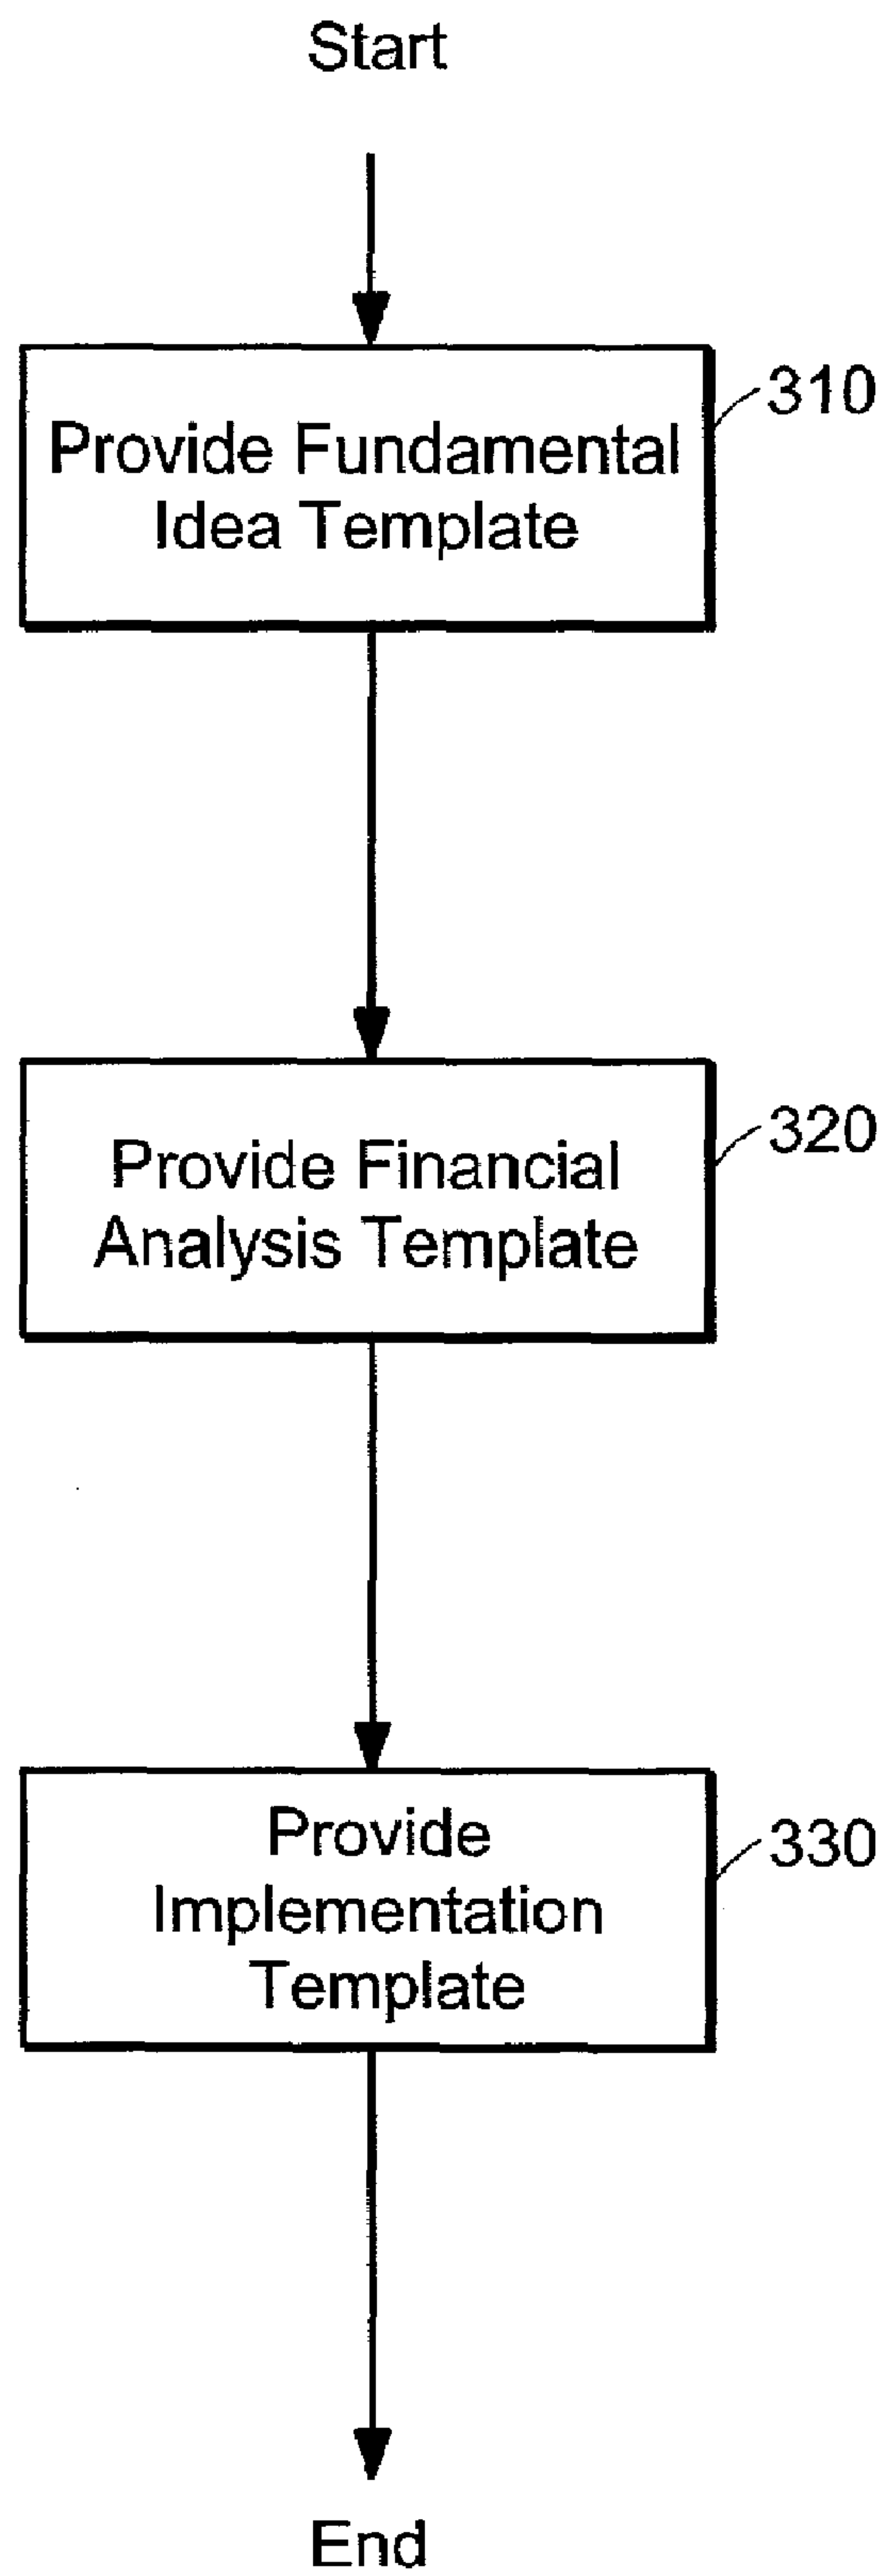 Start
310
Provide Fundamental
Idea Template
320
Provide Financial
Analysis Template
330
Provide
Implementation
Template
End